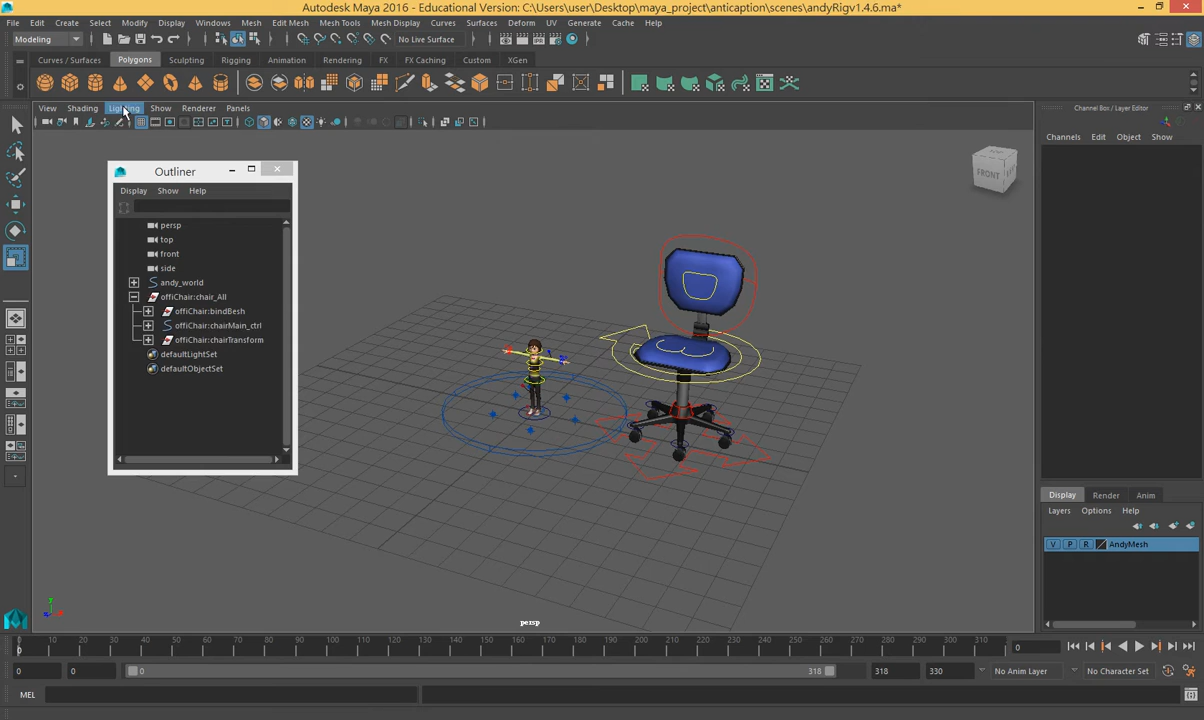 Autodesk Maya 2016 - Educational Version: C:\Users\user\Desktop\maya_project\anticaption\scenes\andyRigv1.4.6.ma*
File Edit Create Select Modify Display Windows Mesh Edit Mesh Mesh Tools Mesh Display Curves Surfaces Deform UV Generate Cache Help
Modeling No Live Surface
Curves / Surfaces Polygons Sculpting Rigging Animation Rendering FX FX Caching Custom XGen
View Shading Lighting Show Renderer Panels
Channel Box / Layer Editor
Channels Edit Object Show
Outliner
Display Show Help
persp
top
front
side
andy_world
offiChair:chair_All
offiChair:bindBesh
offiChair:chairMain_ctrl
offiChair:chairTransform
defaultLightSet
defaultObjectSet
FRONT
Display Render Anim
Layers Options Help
V P R AndyMesh
persp
0 10 20 30 40 50 60 70 80 90 100 110 120 130 140 150 160 170 180 190 200 210 220 230 240 250 260 270 280 290 300 310 0
0 0 0 318 318 330 No Anim Layer No Character Set
MEL